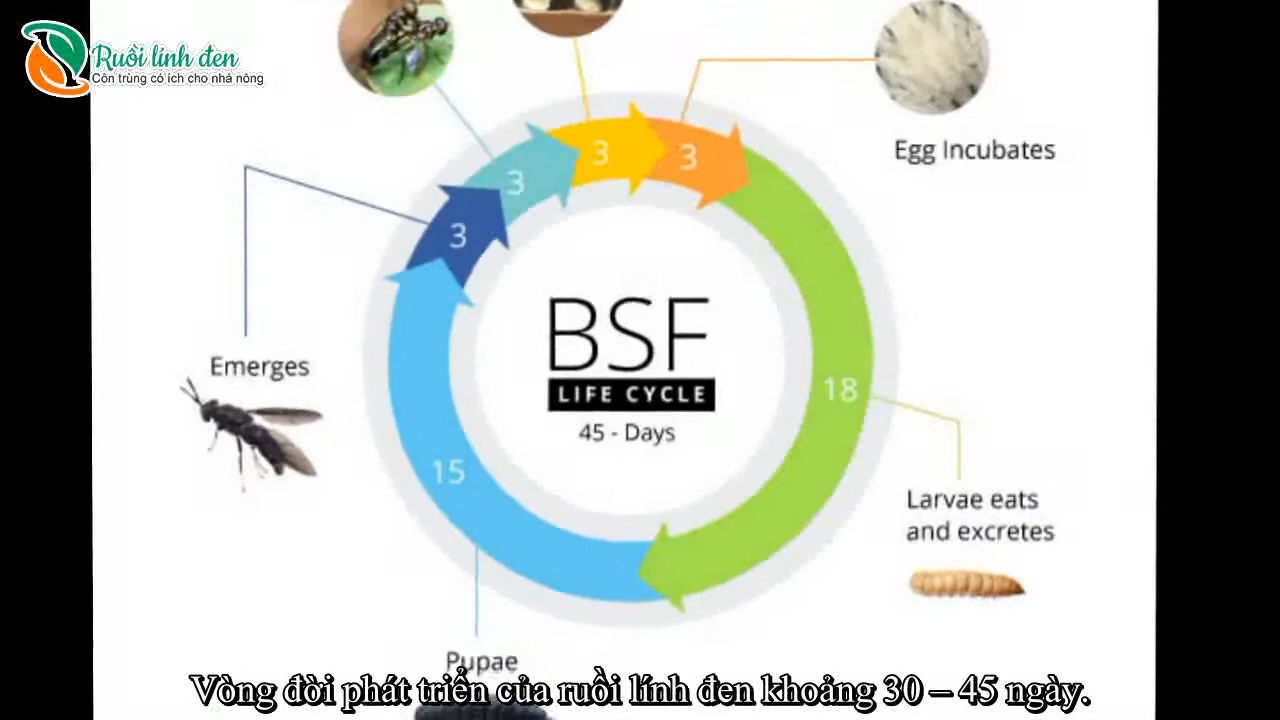 Ruồi lính đen
Côn trùng có ích cho nhà nông
3
3
3
3
Egg Incubates
Emerges
BSF
LIFE CYCLE
45 - Days
18
15
Larvae eats
and excretes
Pupae
Vòng đời phát triển của ruồi lính đen khoảng 30 – 45 ngày.